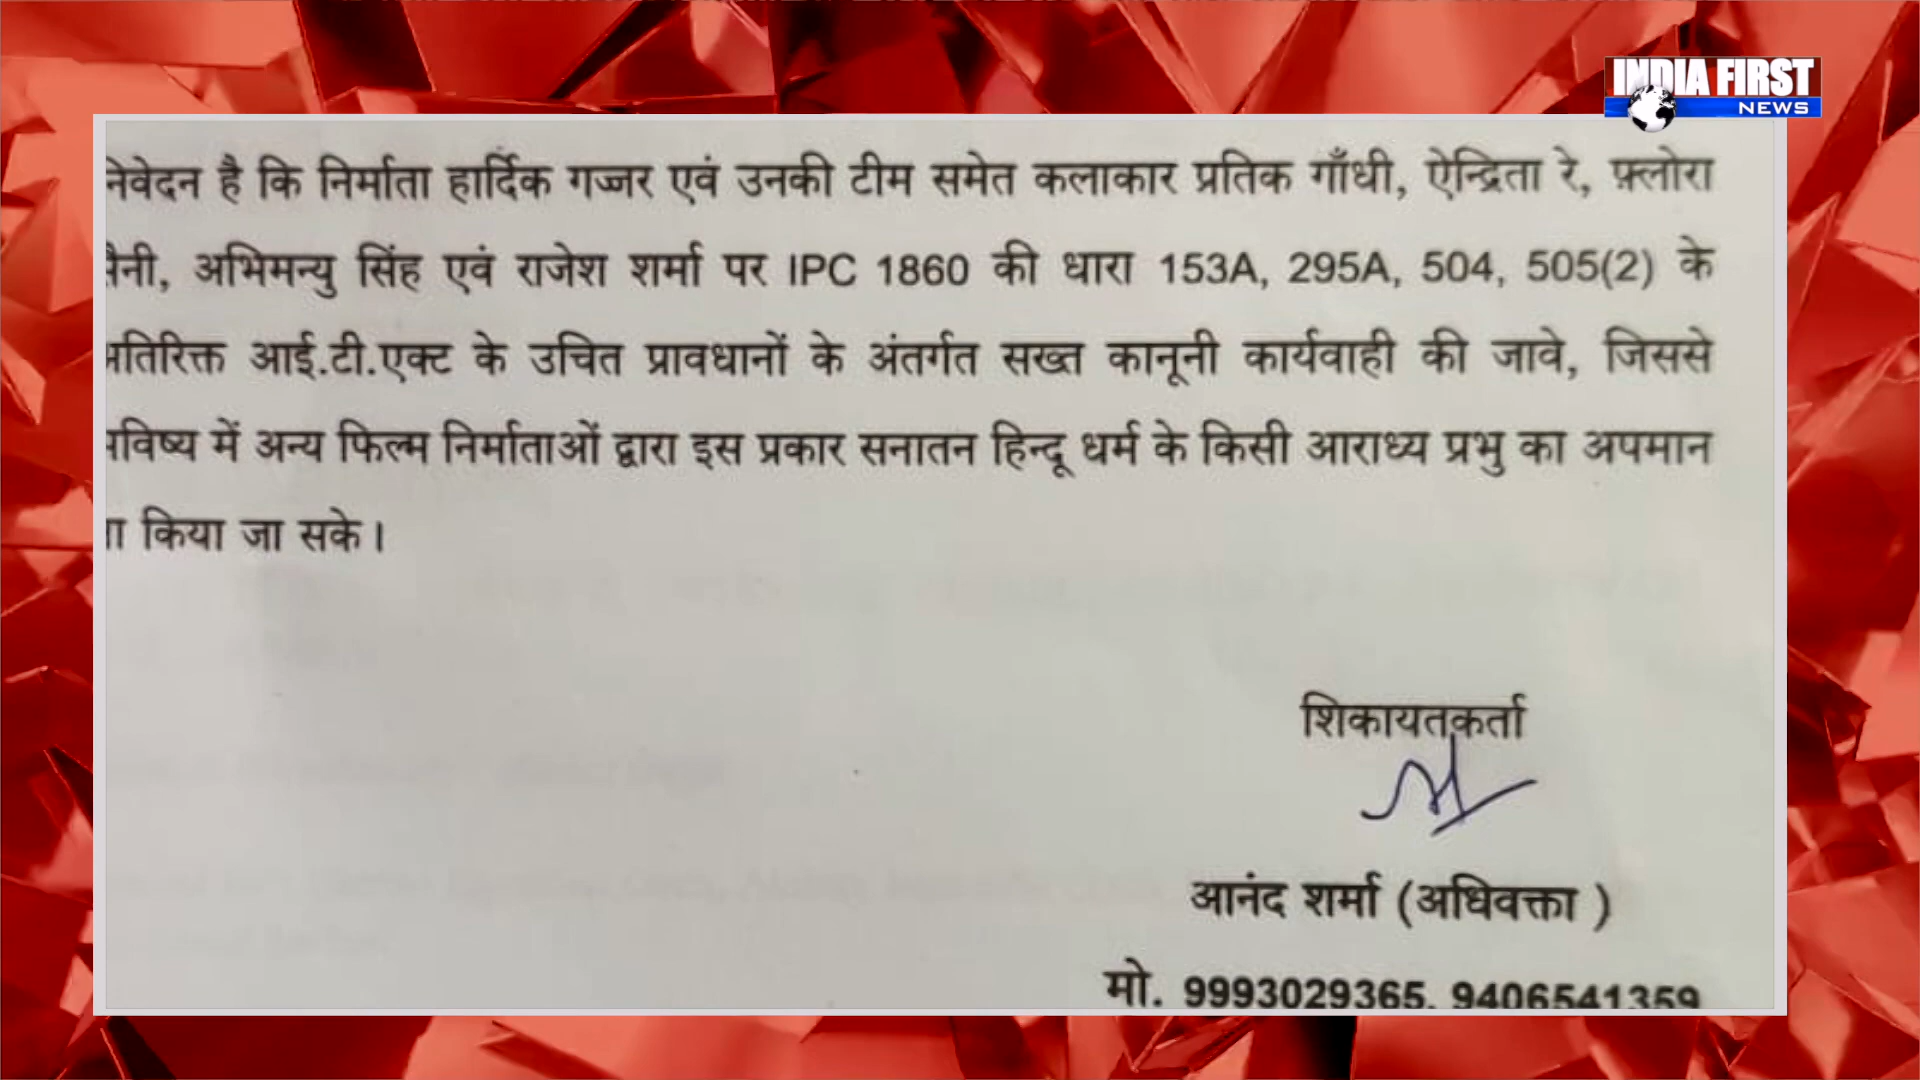 INDIA FIRST
NEWS
निवेदन है कि निर्माता हार्दिक गज्जर एवं उनकी टीम समेत कलाकार प्रतिक गाँधी, ऐन्द्रिता रे, फ़्लोरा
सैनी, अभिमन्यु सिंह एवं राजेश शर्मा पर IPC 1860 की धारा 153A, 295A, 504, 505(2) के
अतिरिक्त आई.टी.एक्ट के उचित प्रावधानों के अंतर्गत सख्त कानूनी कार्यवाही की जावे, जिससे
भविष्य में अन्य फिल्म निर्माताओं द्वारा इस प्रकार सनातन हिन्दू धर्म के किसी आराध्य प्रभु का अपमान
ना किया जा सके।
शिकायतकर्ता
आनंद शर्मा (अधिवक्ता )
मो. 9993029365, 9406541359